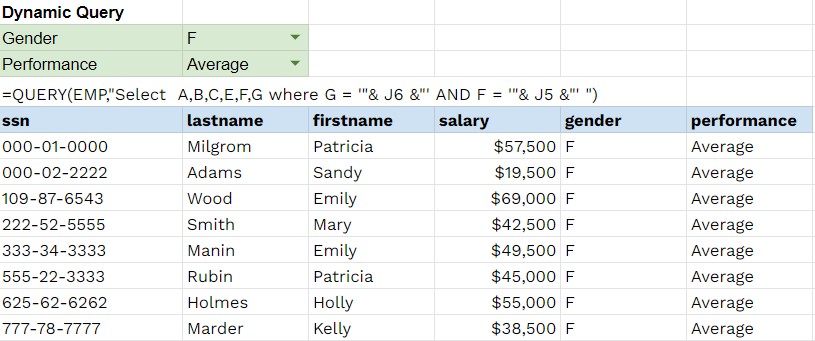 Dynamic Query
Gender F
Performance Average
=QUERY(EMP,"Select  A,B,C,E,F,G where G = '"& J6 &"' AND F = '"& J5 &"' ")
ssn lastname firstname salary gender performance
000-01-0000 Milgrom Patricia $57,500 F Average
000-02-2222 Adams Sandy $19,500 F Average
109-87-6543 Wood Emily $69,000 F Average
222-52-5555 Smith Mary $42,500 F Average
333-34-3333 Manin Emily $49,500 F Average
555-22-3333 Rubin Patricia $45,000 F Average
625-62-6262 Holmes Holly $55,000 F Average
777-78-7777 Marder Kelly $38,500 F Average